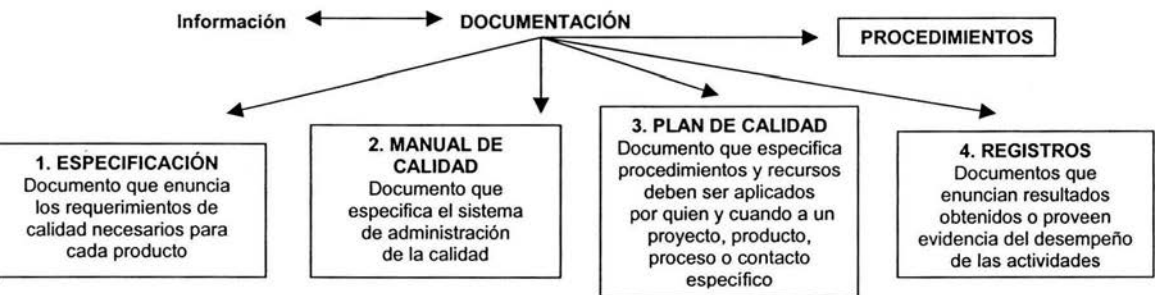 Información
DOCUMENTACIÓN
PROCEDIMIENTOS
1. ESPECIFICACIÓN
Documento que enuncia
los requerimientos de
calidad necesarios para
cada producto
2. MANUAL DE
CALIDAD
Documento que
especifica el sistema
de administración
de la calidad
3. PLAN DE CALIDAD
Documento que especifica
procedimientos y recursos
deben ser aplicados
por quien y cuando a un
proyecto, producto,
proceso o contacto
específico
4. REGISTROS
Documentos que
enuncian resultados
obtenidos o proveen
evidencia del desempeño
de las actividades